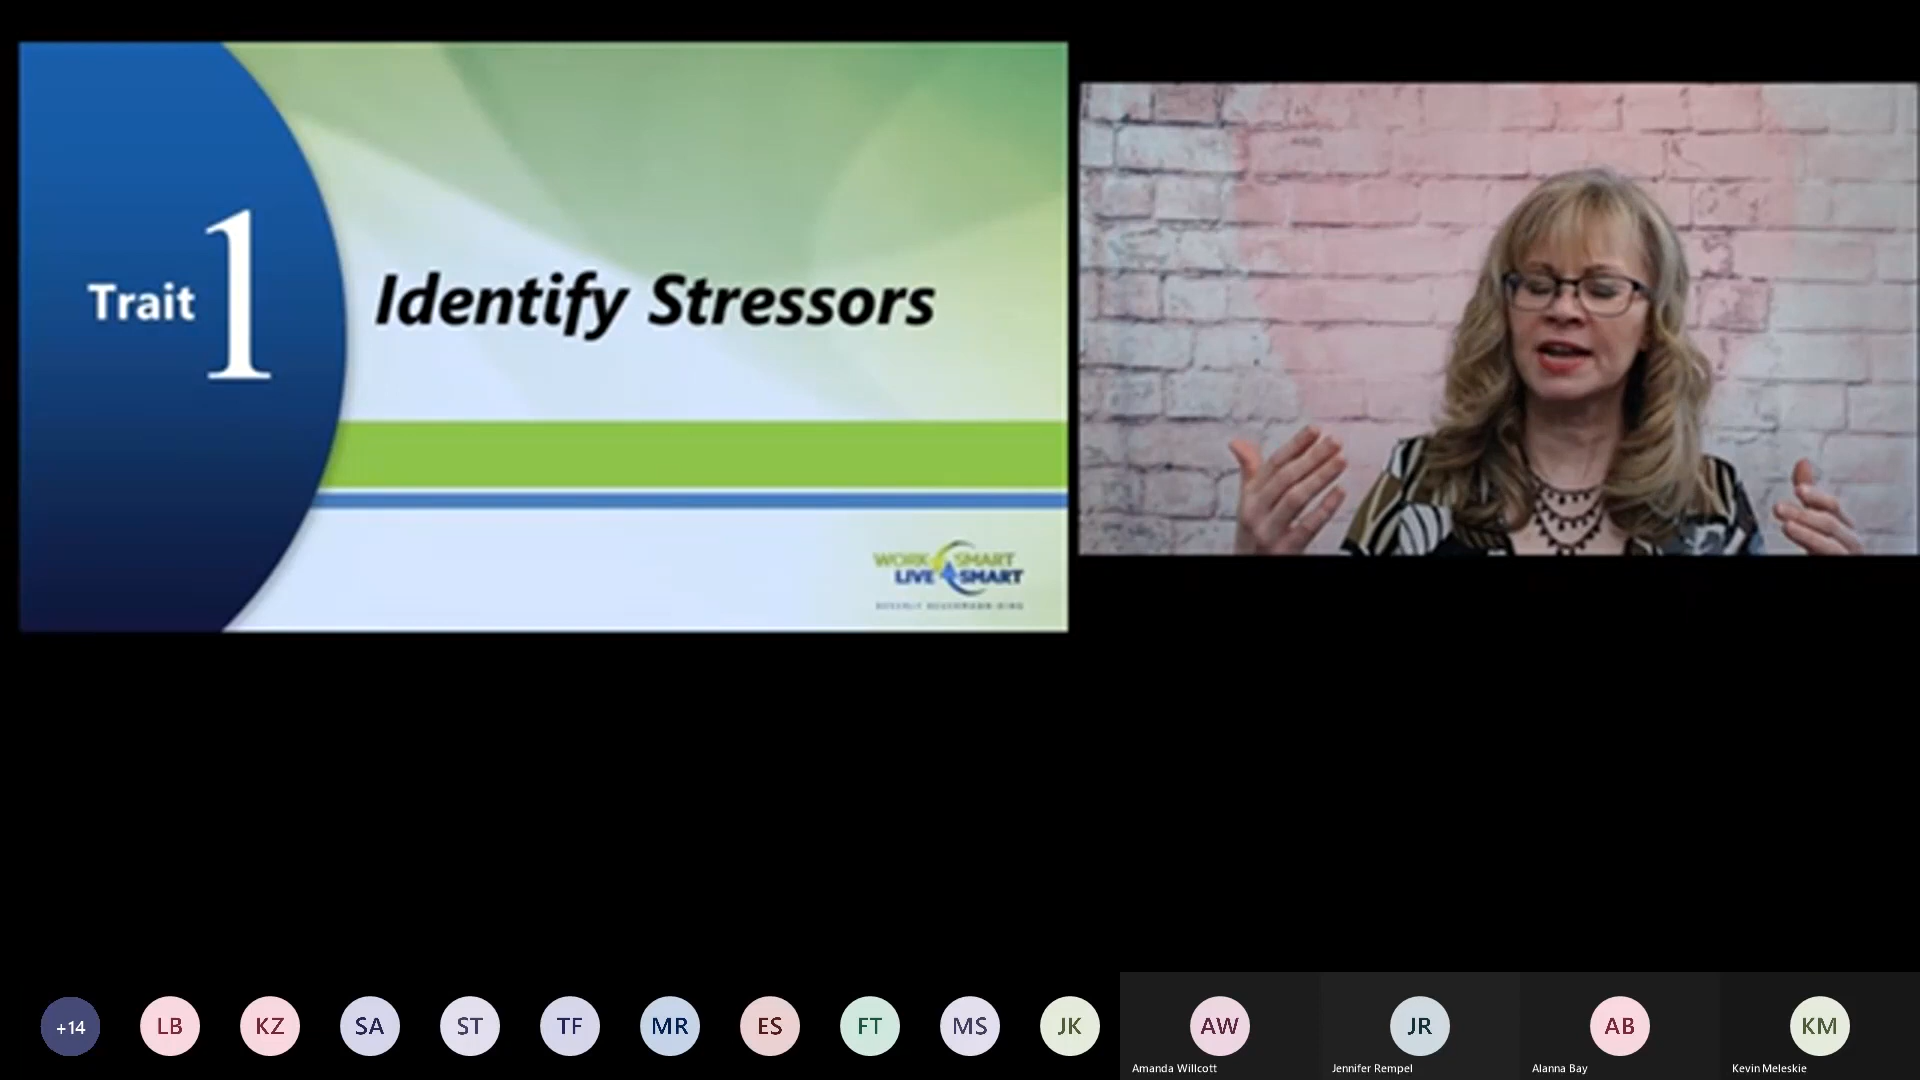 Trait 1
Identify Stressors
WORK SMART
LIVE SMART
+14
LB
KZ
SA
ST
TF
MR
ES
FT
MS
JK
AW
JR
AB
KM
Amanda Willcott
Jennifer Rempel
Alanna Bay
Kevin Meleskie